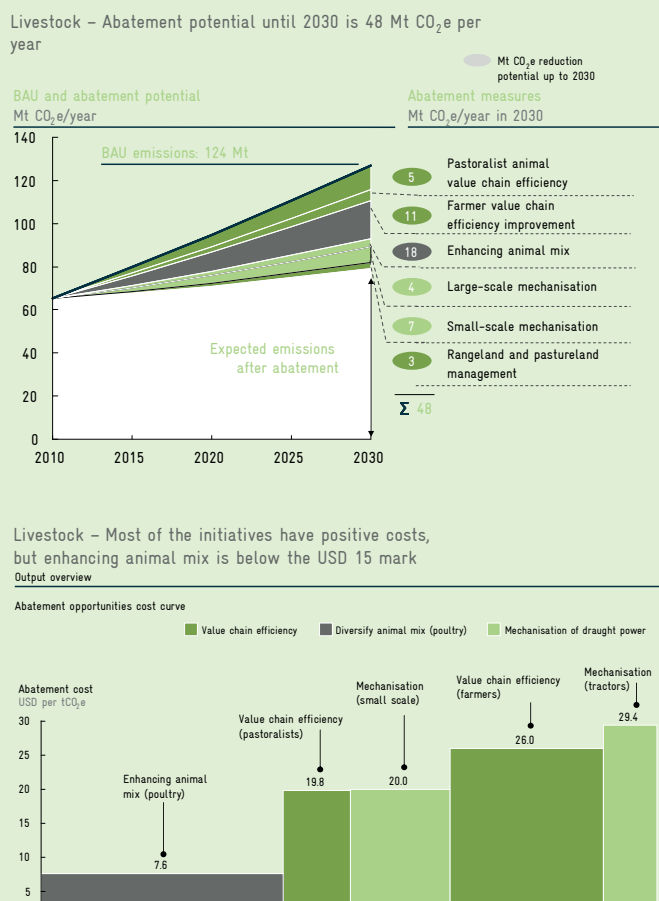 Livestock – Abatement potential until 2030 is 48 Mt CO2e per
year
Mt CO2e reduction
potential up to 2030
BAU and abatement potential
Mt CO2e/year
Abatement measures
Mt CO2e/year in 2030
140
120
100
80
60
40
20
0
2010
2015
2020
2025
2030
BAU emissions: 124 Mt
Expected emissions
after abatement
5
Pastoralist animal
value chain efficiency
11
Farmer value chain
efficiency improvement
18
Enhancing animal mix
4
Large-scale mechanisation
7
Small-scale mechanisation
3
Rangeland and pastureland
management
Σ 48
Livestock – Most of the initiatives have positive costs,
but enhancing animal mix is below the USD 15 mark
Output overview
Abatement opportunities cost curve
Value chain efficiency
Diversify animal mix (poultry)
Mechanisation of draught power
Abatement cost
USD per tCO2e
30
25
20
15
10
5
Enhancing animal
mix (poultry)
7.6
Value chain efficiency
(pastoralists)
19.8
Mechanisation
(small scale)
20.0
Value chain efficiency
(farmers)
26.0
Mechanisation
(tractors)
29.4